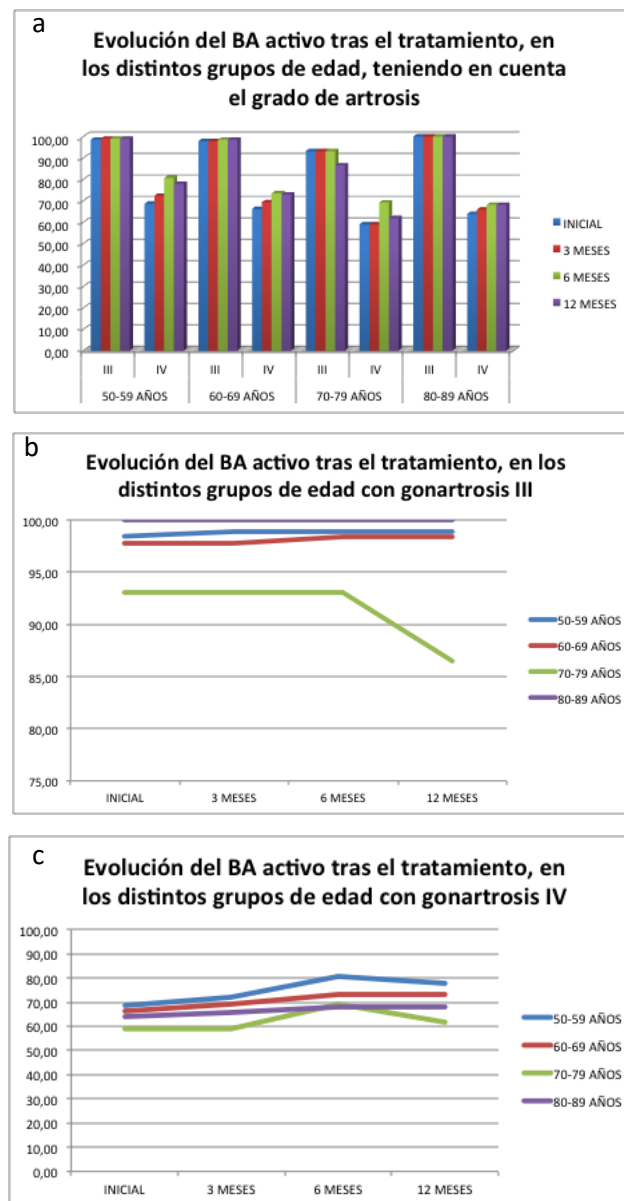 a
Evolución del BA activo tras el tratamiento, en
los distintos grupos de edad, teniendo en cuenta
el grado de artrosis
100,00
90,00
80,00
70,00
60,00
50,00
40,00
30,00
20,00
10,00
0,00
III IV III IV III IV III IV
50-59 AÑOS 60-69 AÑOS 70-79 AÑOS 80-89 AÑOS
INICIAL
3 MESES
6 MESES
12 MESES
b
Evolución del BA activo tras el tratamiento, en los
distintos grupos de edad con gonartrosis III
100,00
95,00
90,00
85,00
80,00
75,00
INICIAL 3 MESES 6 MESES 12 MESES
50-59 AÑOS
60-69 AÑOS
70-79 AÑOS
80-89 AÑOS
c
Evolución del BA activo tras el tratamiento, en
los distintos grupos de edad con gonartrosis IV
100,00
90,00
80,00
70,00
60,00
50,00
40,00
30,00
20,00
10,00
0,00
INICIAL 3 MESES 6 MESES 12 MESES
50-59 AÑOS
60-69 AÑOS
70-79 AÑOS
80-89 AÑOS